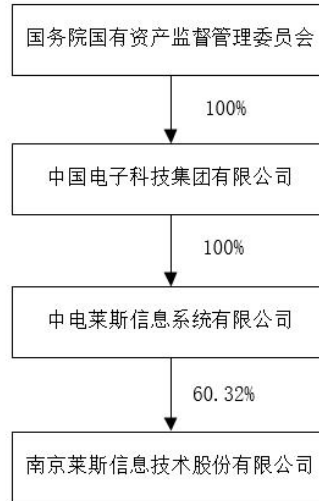 国务院国有资产监督管理委员会
100%
中国电子科技集团有限公司
100%
中电莱斯信息系统有限公司
60.32%
南京莱斯信息技术股份有限公司